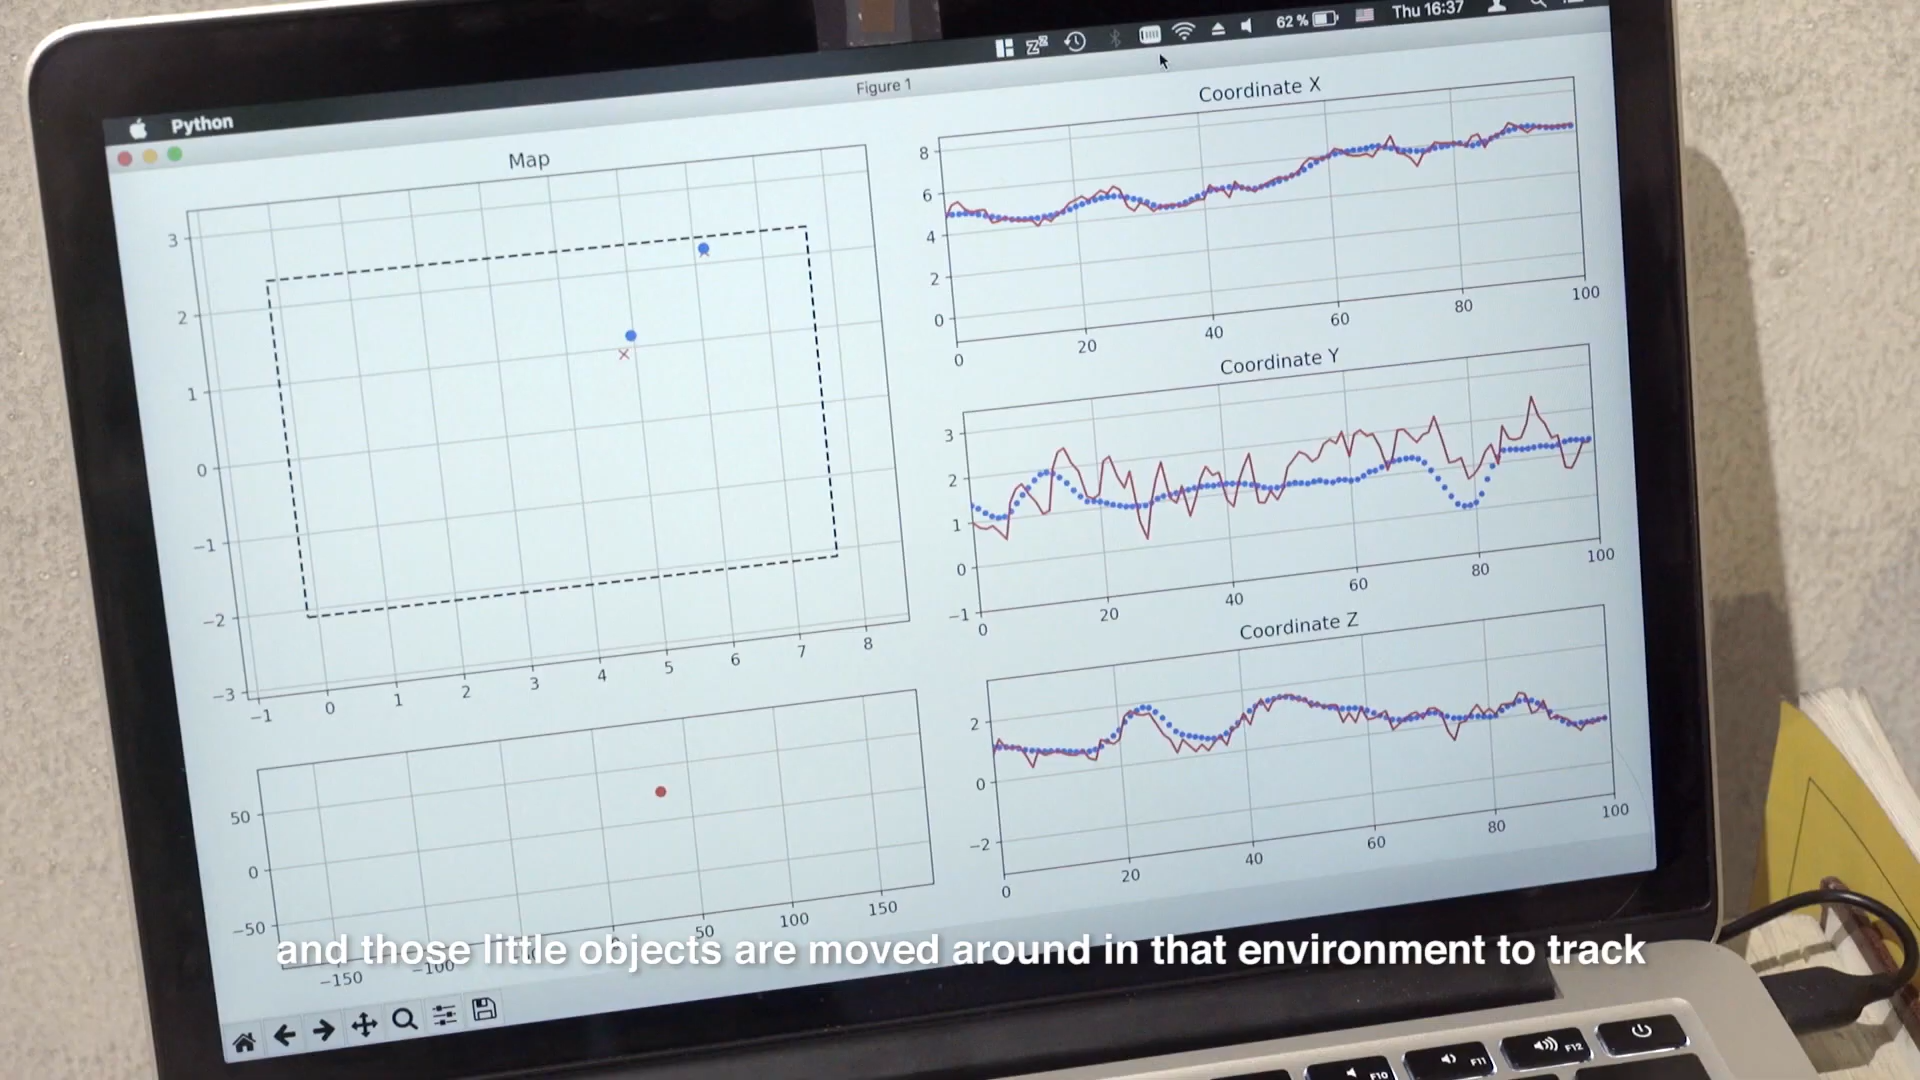 62 % Thu 16:37
Python
Figure 1
Map
3
2
1
0
−1
−2
−3
−1 0 1 2 3 4 5 6 7 8
50
0
−50
−150 −100 50 100 150
Coordinate X
8
6
4
2
0
0 20 40 60 80 100
Coordinate Y
3
2
1
0
−1
0 20 40 60 80 100
Coordinate Z
2
0
−2
0 20 40 60 80 100
and those little objects are moved around in that environment to track
F10 F11 F12